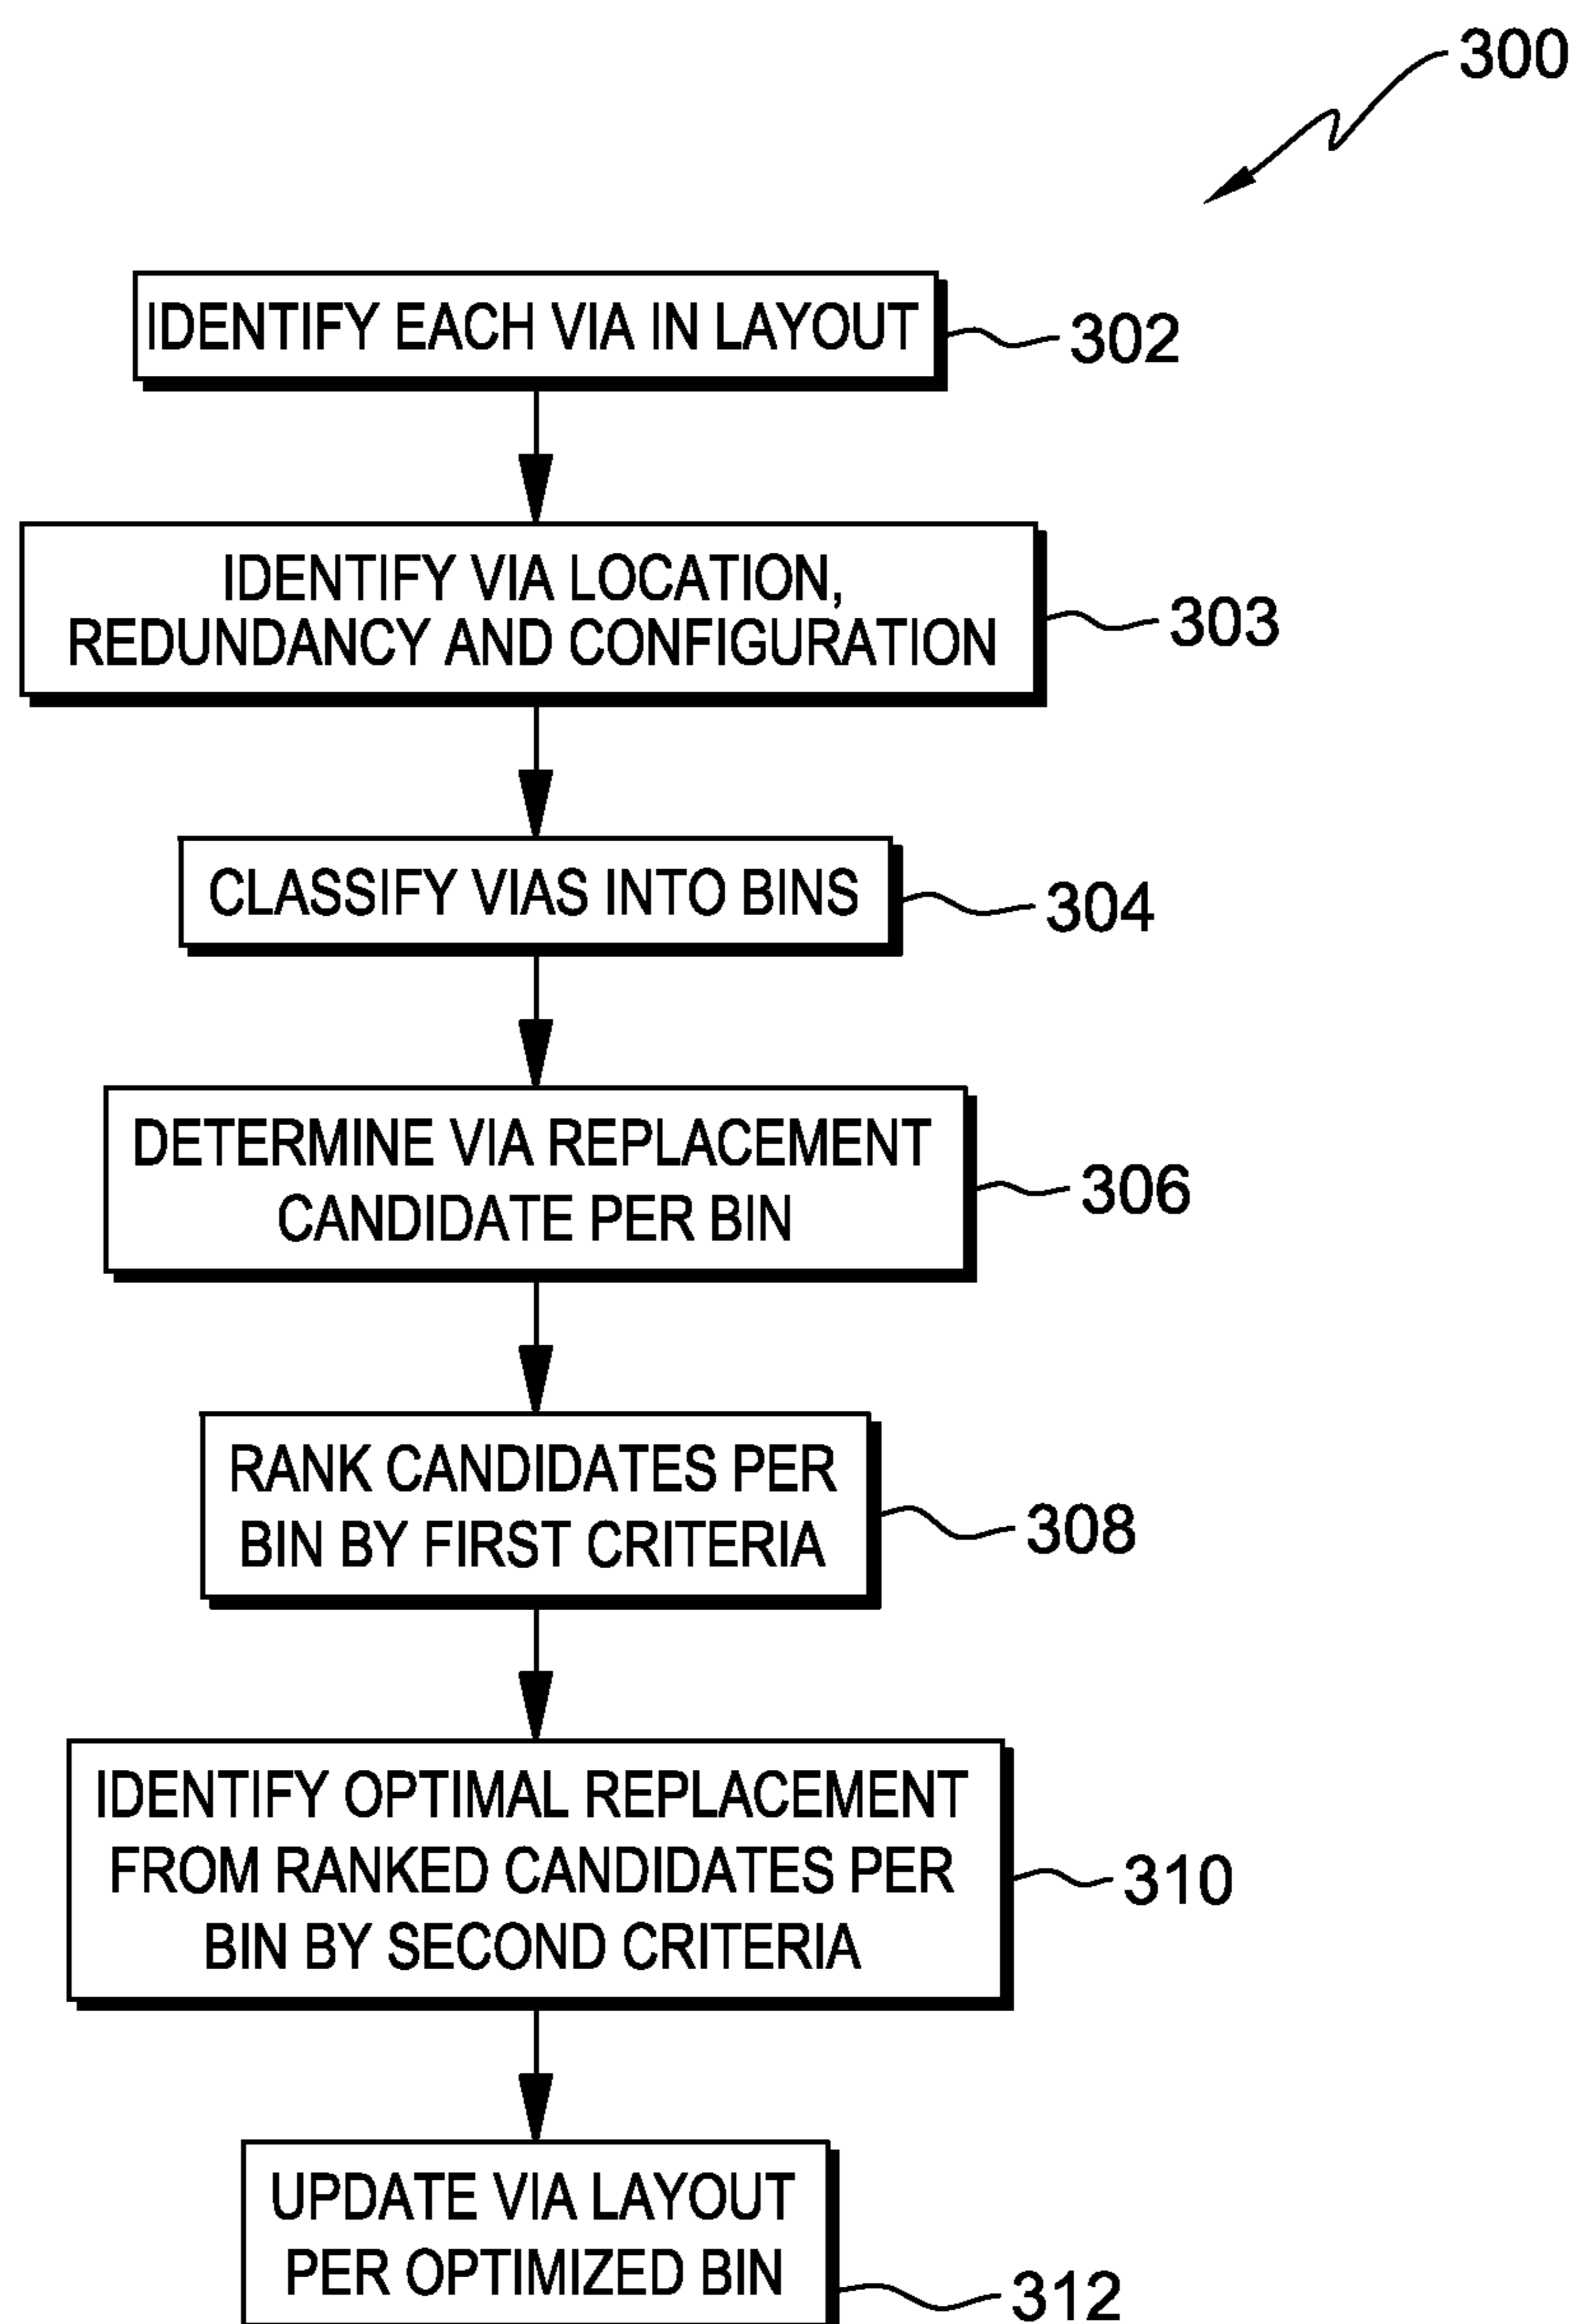 300
IDENTIFY EACH VIA IN LAYOUT
302
IDENTIFY VIA LOCATION,
REDUNDANCY AND CONFIGURATION
303
CLASSIFY VIAS INTO BINS
304
DETERMINE VIA REPLACEMENT
CANDIDATE PER BIN
306
RANK CANDIDATES PER
BIN BY FIRST CRITERIA
308
IDENTIFY OPTIMAL REPLACEMENT
FROM RANKED CANDIDATES PER
BIN BY SECOND CRITERIA
310
UPDATE VIA LAYOUT
PER OPTIMIZED BIN
312